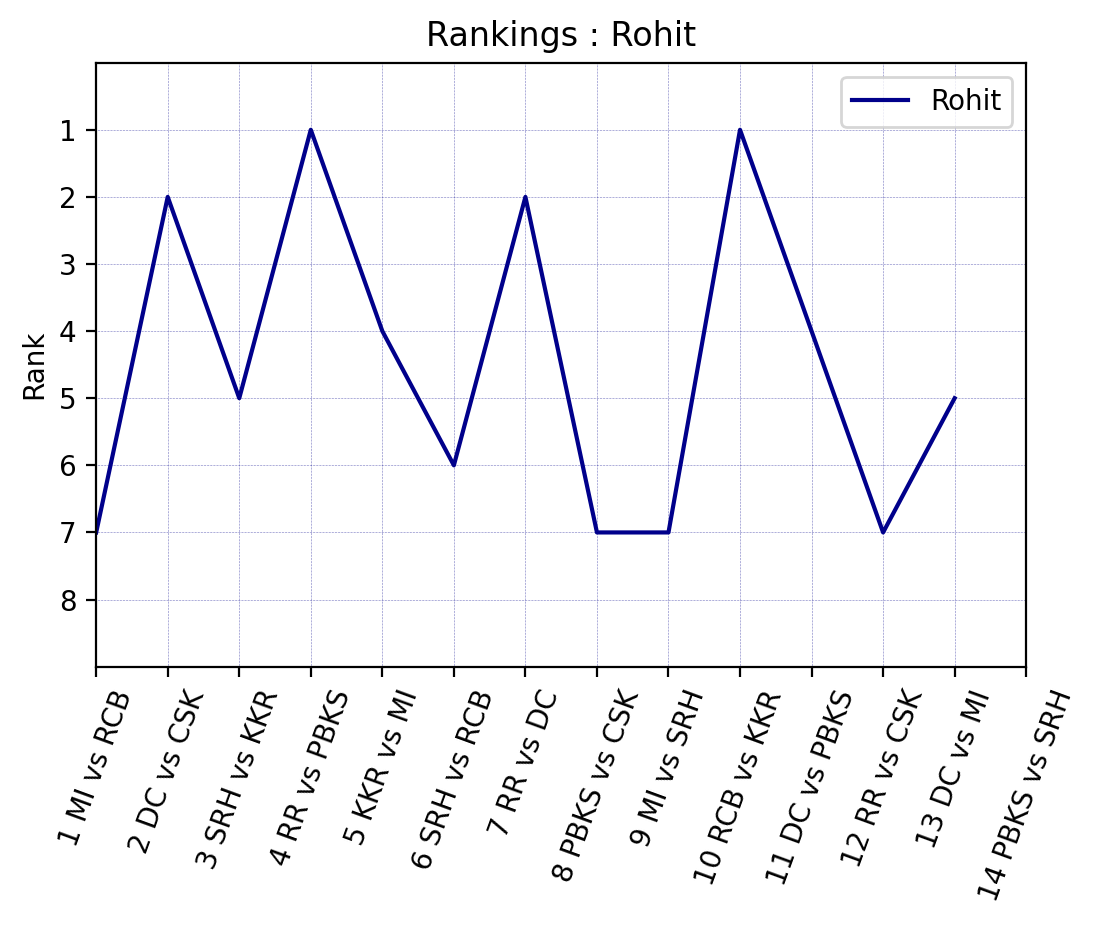 Rankings : Rohit
Rohit
Rank
1
2
3
4
5
6
7
8
1 MI vs RCB
2 DC vs CSK
3 SRH vs KKR
4 RR vs PBKS
5 KKR vs MI
6 SRH vs RCB
7 RR vs DC
8 PBKS vs CSK
9 MI vs SRH
10 RCB vs KKR
11 DC vs PBKS
12 RR vs CSK
13 DC vs MI
14 PBKS vs SRH